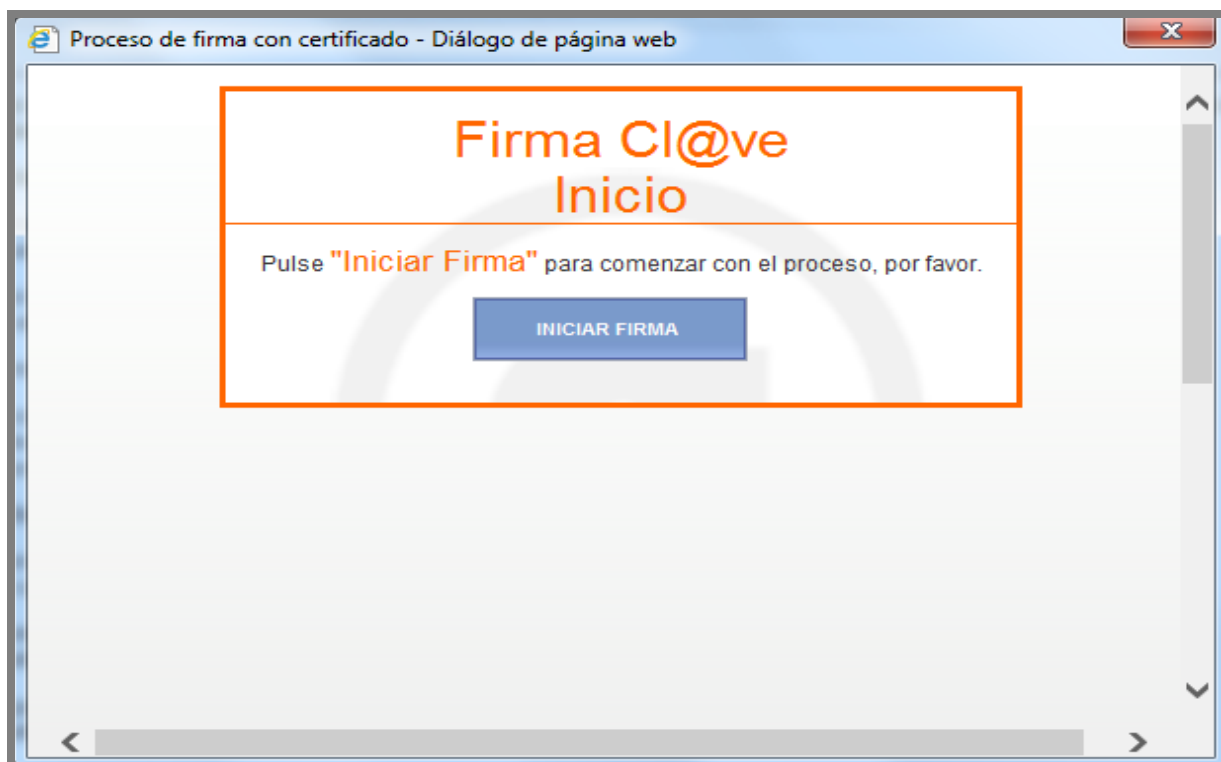 Proceso de firma con certificado - Diálogo de página web
Firma Cl@ve
Inicio
Pulse "Iniciar Firma" para comenzar con el proceso, por favor.
INICIAR FIRMA